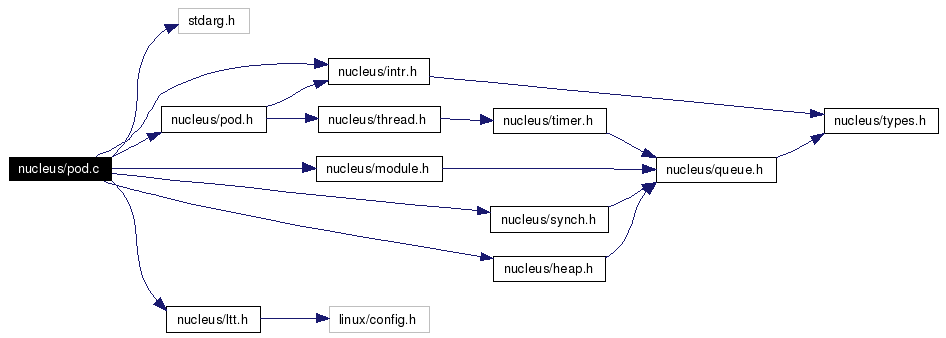 stdarg.h
nucleus/intr.h
nucleus/pod.h
nucleus/thread.h
nucleus/timer.h
nucleus/types.h
nucleus/pod.c
nucleus/module.h
nucleus/queue.h
nucleus/synch.h
nucleus/heap.h
nucleus/ltt.h
linux/config.h